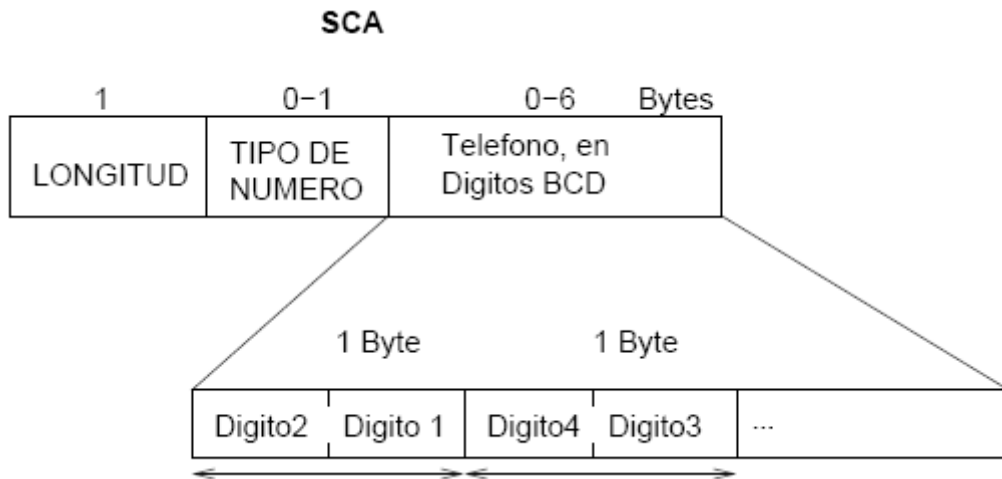 SCA
1 0−1 0−6 Bytes
LONGITUD
TIPO DE
NUMERO
Telefono, en
Digitos BCD
1 Byte 1 Byte
Digito2 Digito 1 Digito4 Digito3 ...